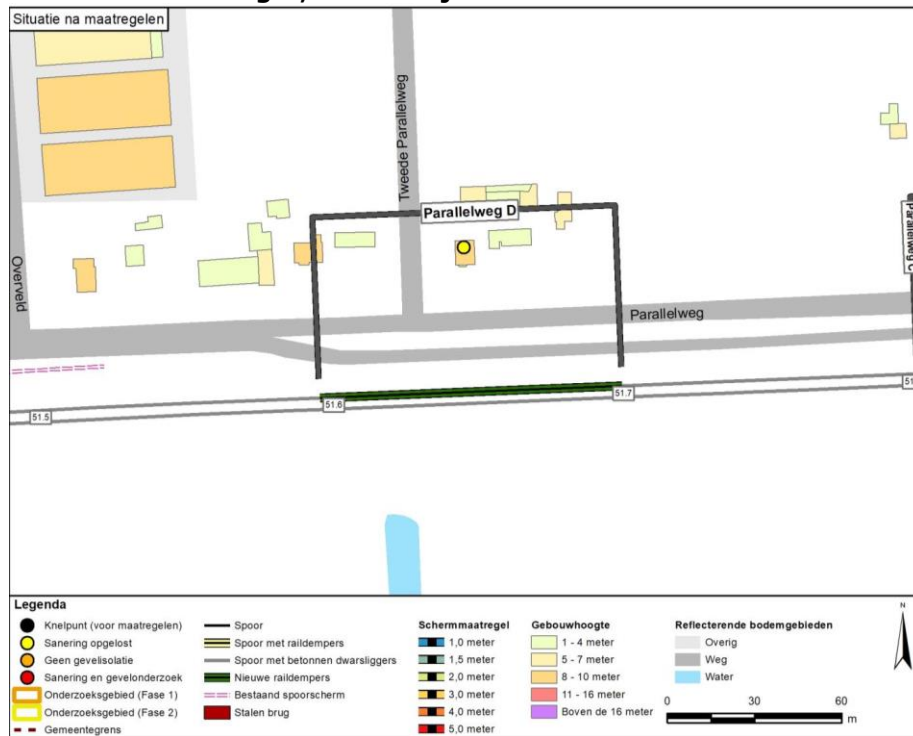 Situatie na maatregelen
Tweede Parallelweg
Parallelweg D
Overveld
Parallelweg
Parallelweg C
51.5
51.6
51.7
51
Legenda
Knelpunt (voor maatregelen)
Sanering opgelost
Geen gevelisolatie
Sanering en gevelonderzoek
Onderzoeksgebied (Fase 1)
Onderzoeksgebied (Fase 2)
Gemeentegrens
Spoor
Spoor met raildempers
Spoor met betonnen dwarsliggers
Nieuwe raildempers
Bestaand spoorscherm
Stalen brug
Schermmaatregel
1,0 meter
1,5 meter
2,0 meter
3,0 meter
4,0 meter
5,0 meter
Gebouwhoogte
1 - 4 meter
5 - 7 meter
8 - 10 meter
11 - 16 meter
Boven de 16 meter
Reflecterende bodemgebieden
Overig
Weg
Water
N
0 30 60
m